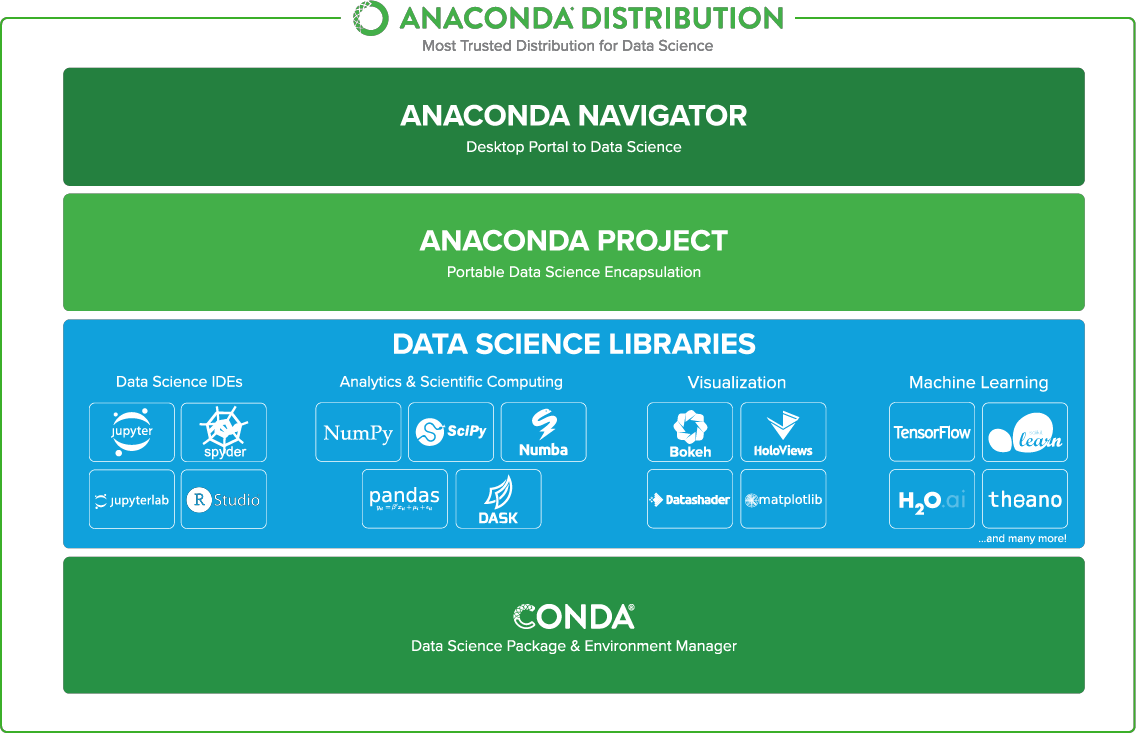 ANACONDA® DISTRIBUTION
Most Trusted Distribution for Data Science
ANACONDA NAVIGATOR
Desktop Portal to Data Science
ANACONDA PROJECT
Portable Data Science Encapsulation
DATA SCIENCE LIBRARIES
Data Science IDEs
Analytics & Scientific Computing
Visualization
Machine Learning
jupyter
spyder
NumPy
SciPy
Numba
Bokeh
HoloViews
TensorFlow
learn
jupyterlab
R Studio
pandas
DASK
Datashader
matplotlib
H2O.ai
theano
...and many more!
CONDA®
Data Science Package & Environment Manager